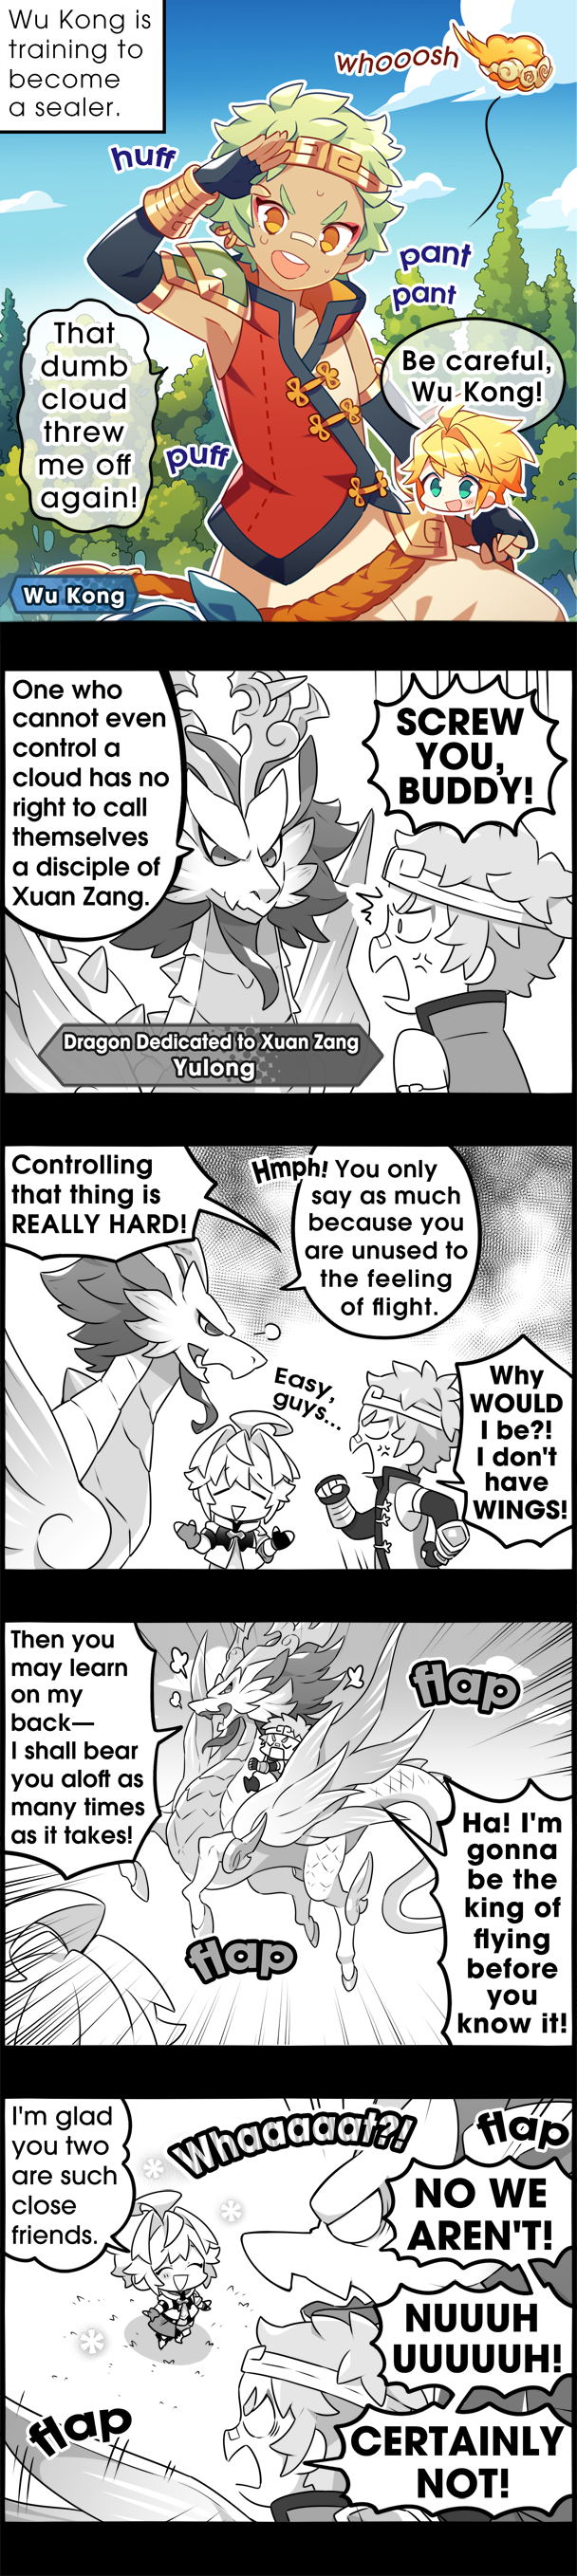 Wu Kong is
training to
become
a sealer.
whooosh
huff
pant
pant
That
dumb
cloud
threw
me off
again!
Be careful,
Wu Kong!
puff
Wu Kong
One who
cannot even
control a
cloud has no
right to call
themselves
a disciple of
Xuan Zang.
SCREW
YOU,
BUDDY!
Dragon Dedicated to Xuan Zang
Yulong
Controlling
that thing is
REALLY HARD!
Hmph! You only
say as much
because you
are unused to
the feeling
of flight.
Easy,
guys...
Why
WOULD
I be?!
I don't
have
WINGS!
Then you
may learn
on my
back—
I shall bear
you aloft as
many times
as it takes!
flap
Ha! I'm
gonna
be the
king of
flying
before
you
know it!
flap
I'm glad
you two
are such
close
friends.
Whaaaaat?!
flap
NO WE
AREN'T!
NUUUH
UUUUUH!
flap
CERTAINLY
NOT!